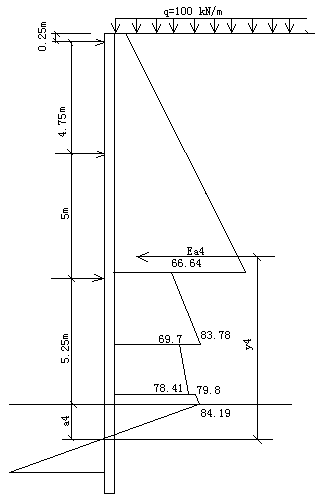 q=100 kN/m
0.25m
4.75m
5m
Ea4
66.64
83.78
69.7
y4
5.25m
78.41
79.8
84.19
a4